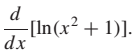 d/dx [ln(x² + 1)].